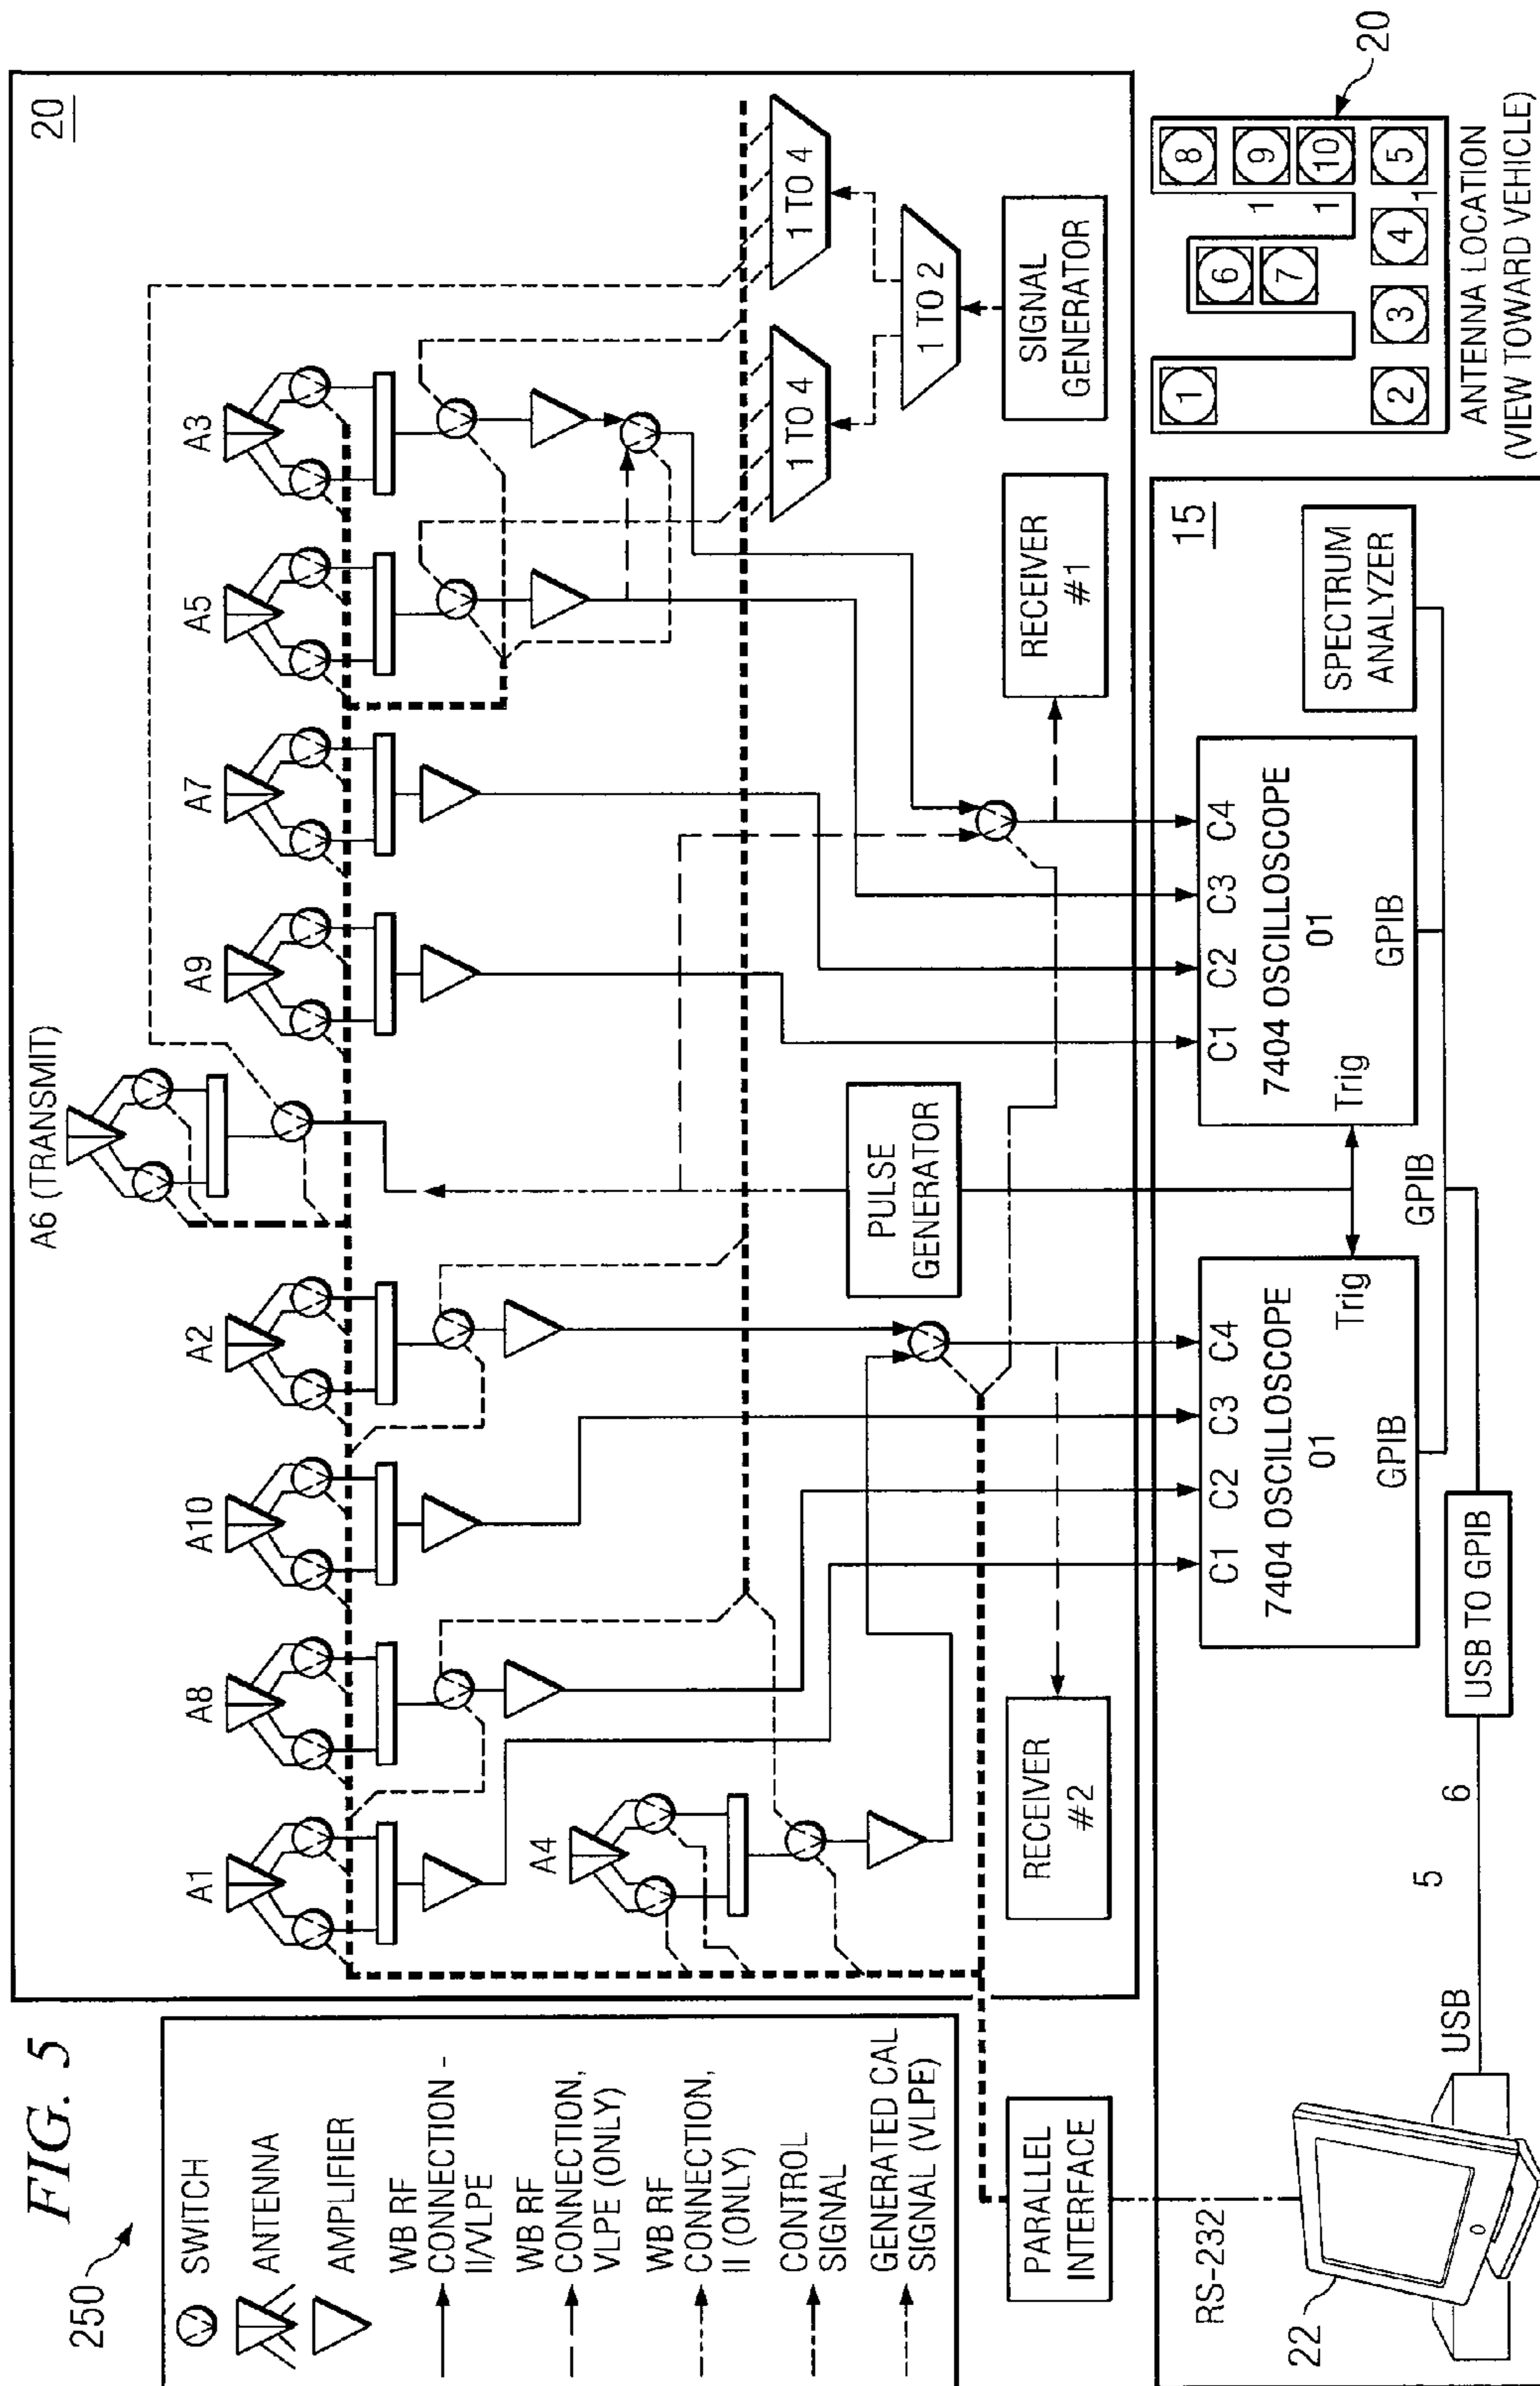 FIG. 5
250
SWITCH
ANTENNA
AMPLIFIER
WB RF
CONNECTION -
II/VLPE
WB RF
CONNECTION,
VLPE (ONLY)
WB RF
CONNECTION,
II (ONLY)
CONTROL
SIGNAL
GENERATED CAL
SIGNAL (VLPE)
20
A6 (TRANSMIT)
A1
A8
A10
A2
A9
A7
A5
A3
A4
1 TO 4
1 TO 4
1 TO 2
SIGNAL
GENERATOR
PULSE
GENERATOR
RECEIVER
#2
RECEIVER
#1
PARALLEL
INTERFACE
RS-232
22
USB
5
6
USB TO GPIB
15
C1 C2 C3 C4
7404 OSCILLOSCOPE
01
Trig
GPIB
GPIB
C1 C2 C3 C4
7404 OSCILLOSCOPE
01
Trig
GPIB
SPECTRUM
ANALYZER
20
1
2
3
4
5
6
7
8
9
10
1
1
1
ANTENNA LOCATION
(VIEW TOWARD VEHICLE)